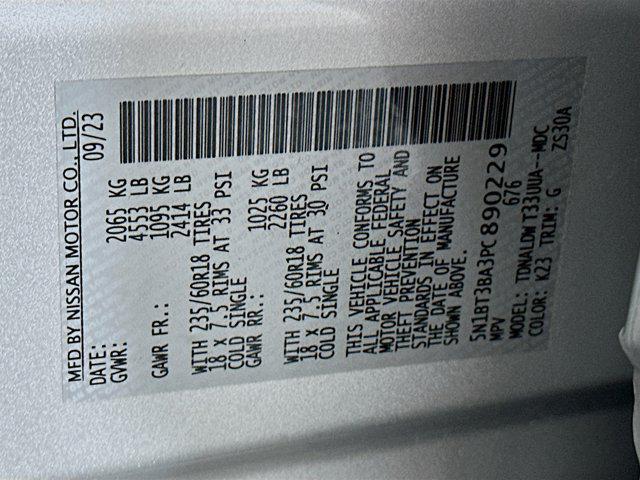 MFD BY NISSAN MOTOR CO., LTD.
DATE: 09/23
GVWR: 2065 KG
4553 LB
GAWR FR.: 1095 KG
2414 LB
WITH 235/60R18 TIRES
18 X 7.5 RIMS AT 33 PSI
COLD SINGLE
GAWR RR.: 1025 KG
2260 LB
WITH 235/60R18 TIRES
18 X 7.5 RIMS AT 30 PSI
COLD SINGLE
THIS VEHICLE CONFORMS TO
ALL APPLICABLE FEDERAL
MOTOR VEHICLE SAFETY AND
THEFT PREVENTION
STANDARDS IN EFFECT ON
THE DATE OF MANUFACTURE
SHOWN ABOVE.
5N1BT3BA3PC890229
MPV 676
MODEL: TDNALDW T33UUA--MDC
COLOR: K23 TRIM: G ZS30A